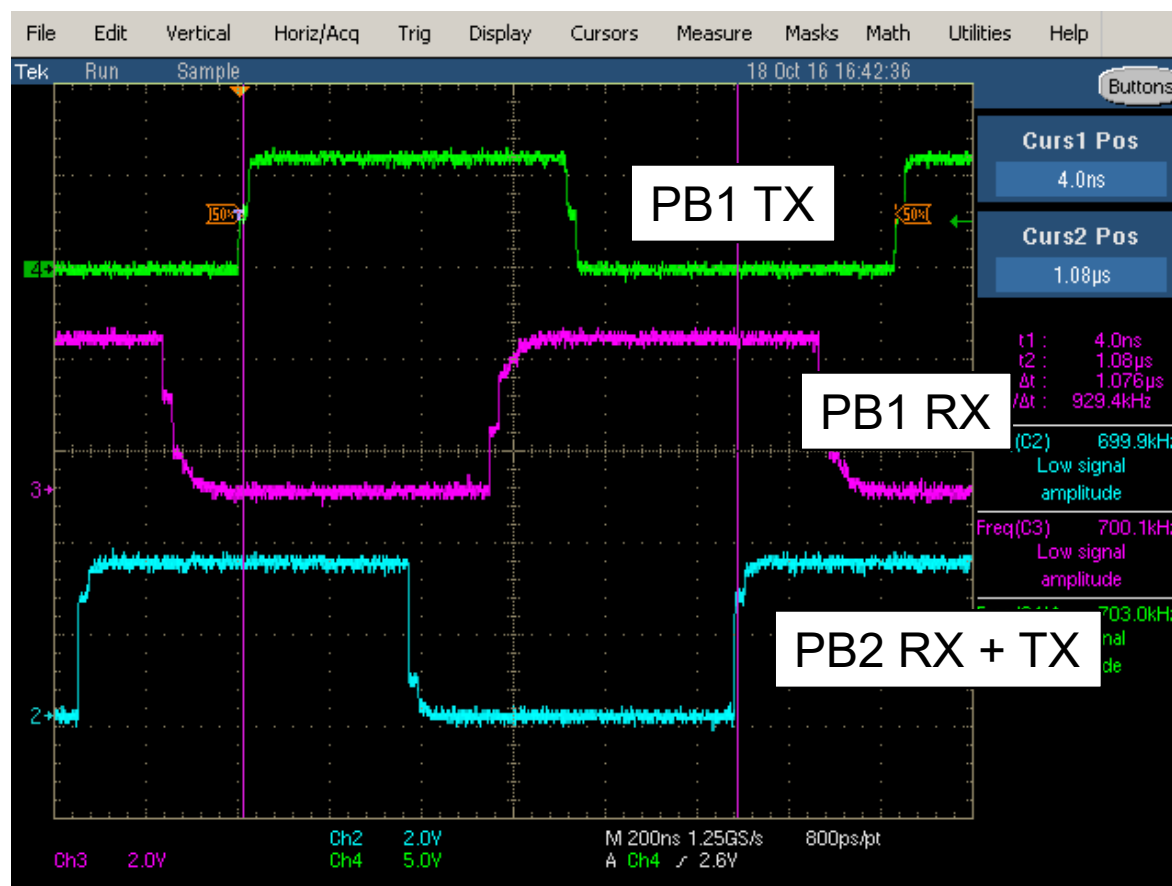 File Edit Vertical Horiz/Acq Trig Display Cursors Measure Masks Math Utilities Help
Tek Run Sample 18 Oct 16 16:42:36
Buttons
Curs1 Pos
4.0ns
Curs2 Pos
1.08µs
50%
50%
PB1 TX
4
t1 : 4.0ns
t2 : 1.08µs
Δt : 1.076µs
/Δt : 929.4kHz
PB1 RX
(C2) 699.9kHz
Low signal
amplitude
3
Freq(C3) 700.1kHz
Low signal
amplitude
703.0kHz
PB2 RX + TX
2
Ch2 2.0V M 200ns 1.25GS/s 800ps/pt
Ch3 2.0V Ch4 5.0V A Ch4 2.6V